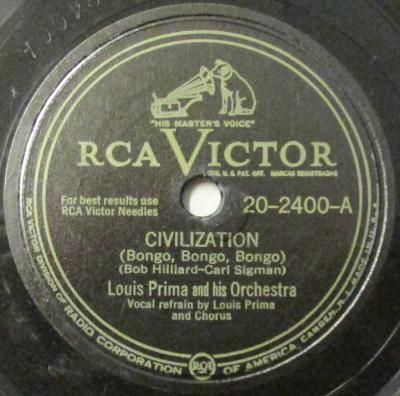 "HIS MASTER'S VOICE"
RCA VICTOR
REG. U. S. PAT. OFF. MARCAS REGISTRADAS
For best results use
RCA Victor Needles
20-2400-A
CIVILIZATION
(Bongo, Bongo, Bongo)
(Bob Hilliard-Carl Sigman)
Louis Prima and his Orchestra
Vocal refrain by Louis Prima
and Chorus
RCA VICTOR DIVISION OF RADIO CORPORATION OF AMERICA, CAMDEN, N. J. MADE IN U. S. A.
RCA